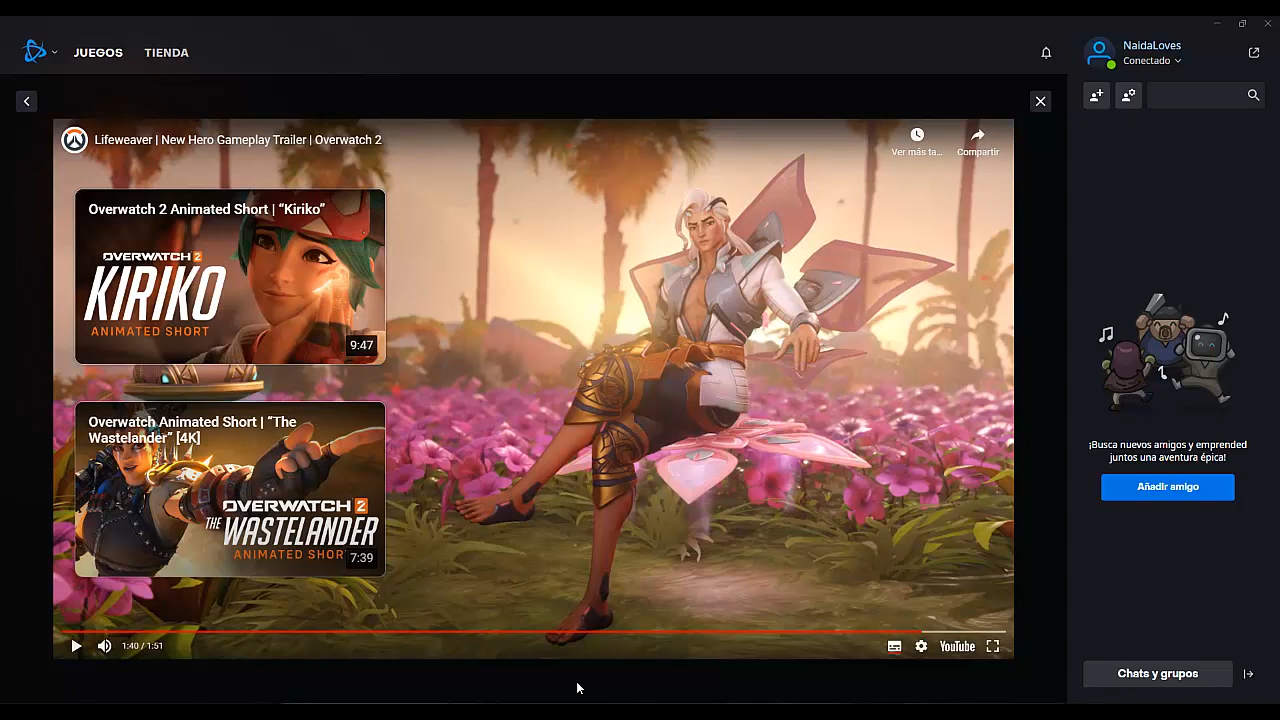 JUEGOS
TIENDA
NaidaLoves
Conectado
Lifeweaver | New Hero Gameplay Trailer | Overwatch 2
Ver más ta...
Compartir
Overwatch 2 Animated Short | “Kiriko”
OVERWATCH 2
KIRIKO
ANIMATED SHORT
9:47
Overwatch Animated Short | “The
Wastelander” [4K]
OVERWATCH 2
THE WASTELANDER
ANIMATED SHOR
7:39
1:40 / 1:51
YouTube
¡Busca nuevos amigos y emprended
juntos una aventura épica!
Añadir amigo
Chats y grupos